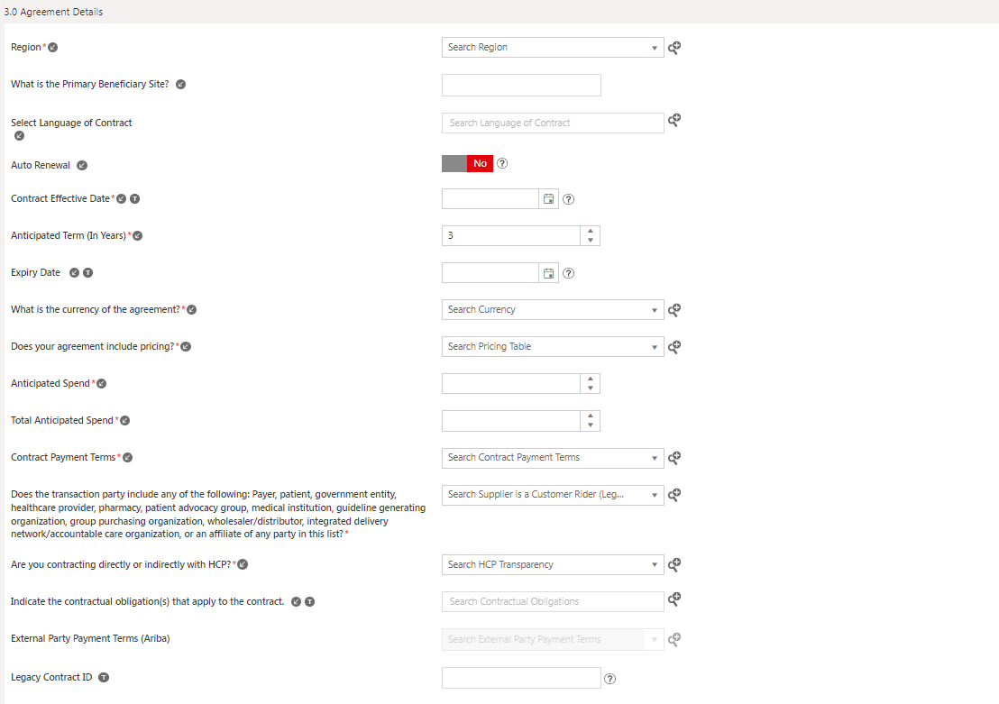 3.0 Agreement Details
Region*
Search Region
What is the Primary Beneficiary Site?
Select Language of Contract
Search Language of Contract
Auto Renewal
No
?
Contract Effective Date*
T
?
Anticipated Term (In Years)*
3
Expiry Date
T
?
What is the currency of the agreement?*
Search Currency
Does your agreement include pricing?*
Search Pricing Table
Anticipated Spend*
Total Anticipated Spend*
Contract Payment Terms*
Search Contract Payment Terms
Does the transaction party include any of the following: Payer, patient, government entity,
healthcare provider, pharmacy, patient advocacy group, medical institution, guideline generating
organization, group purchasing organization, wholesaler/distributor, integrated delivery
network/accountable care organization, or an affiliate of any party in this list?*
Search Supplier is a Customer Rider (Leg...
Are you contracting directly or indirectly with HCP?*
Search HCP Transparency
Indicate the contractual obligation(s) that apply to the contract.
T
Search Contractual Obligations
External Party Payment Terms (Ariba)
Search External Party Payment Terms
Legacy Contract ID
T
?